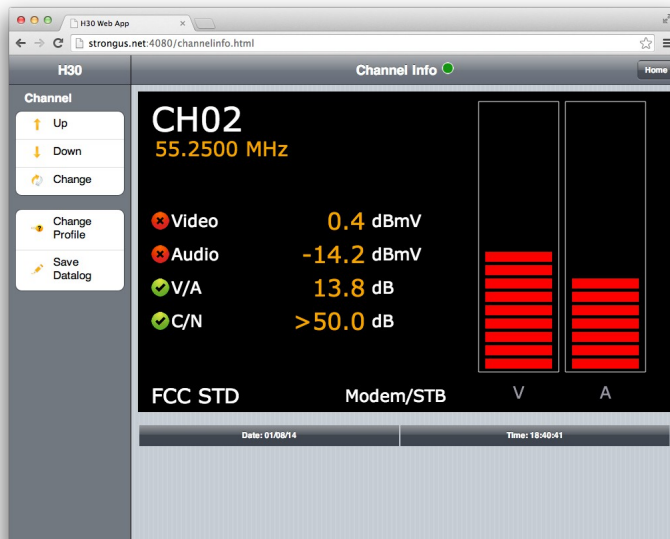 H30 Web App
strongus.net:4080/channelinfo.html
H30
Channel Info
Home
Channel
Up
Down
Change
Change
Profile
Save
Datalog
CH02
55.2500 MHz
Video 0.4 dBmV
Audio -14.2 dBmV
V/A 13.8 dB
C/N >50.0 dB
FCC STD Modem/STB V A
Date: 01/08/14 Time: 18:40:41